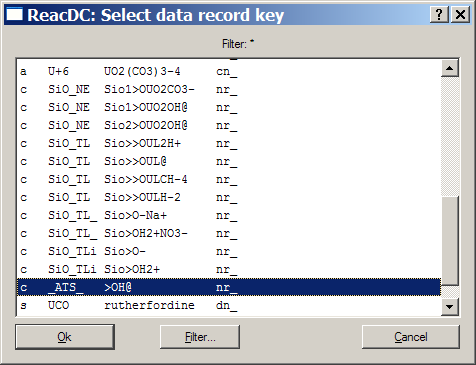 ReacDC: Select data record key
Filter: *
a U+6 UO2(CO3)3-4 cn_
c SiO_NE Sio1>OUO2CO3- nr_
c SiO_NE Sio1>OUO2OH@ nr_
c SiO_NE Sio2>OUO2OH@ nr_
c SiO_TL Sio>>OUL2H+ nr_
c SiO_TL Sio>>OUL@ nr_
c SiO_TL Sio>>OULCH-4 nr_
c SiO_TL Sio>>OULH-2 nr_
c SiO_TL_ Sio>O-Na+ nr_
c SiO_TL_ Sio>OH2+NO3- nr_
c SiO_TLi Sio>O- nr_
c SiO_TLi Sio>OH2+ nr_
c _ATS_ >OH@ nr_
s UCO rutherfordine dn_
Ok Filter... Cancel